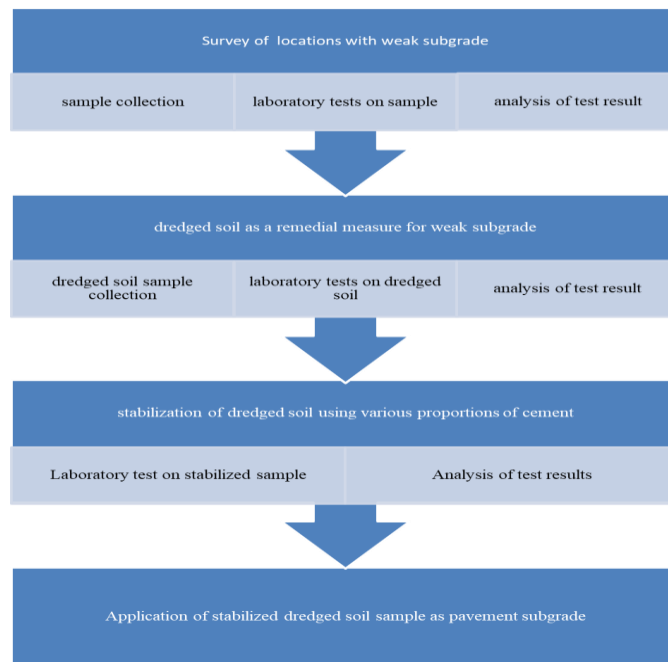 Survey of locations with weak subgrade
sample collection
laboratory tests on sample
analysis of test result
dredged soil as a remedial measure for weak subgrade
dredged soil sample
collection
laboratory tests on dredged
soil
analysis of test result
stabilization of dredged soil using various proportions of cement
Laboratory test on stabilized sample
Analysis of test results
Application of stabilized dredged soil sample as pavement subgrade